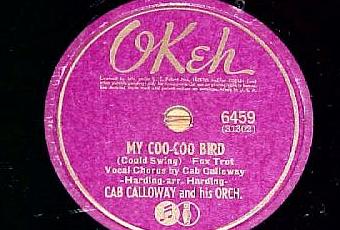 OKeh
6459
(31302)
MY COO-COO BIRD
(Could Swing) Fox Trot
Vocal Chorus by Cab Calloway
-Harding-arr. Harding-
CAB CALLOWAY and his ORCH.